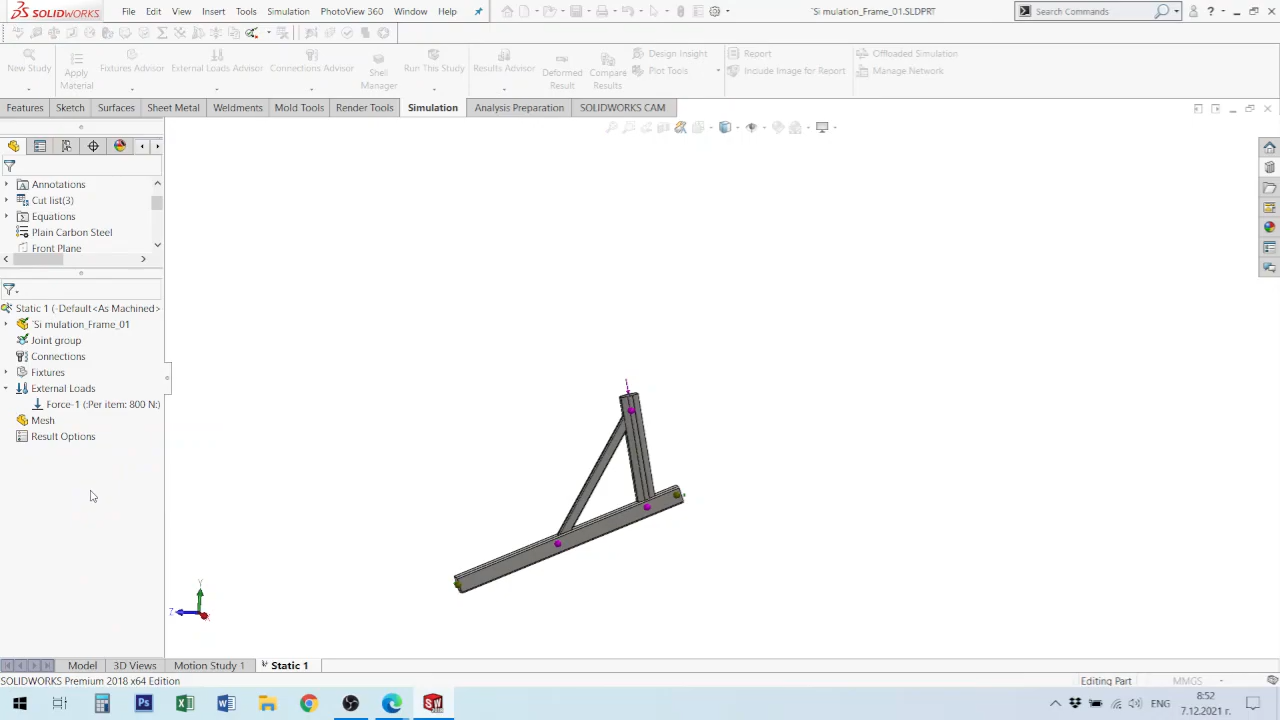 SOLIDWORKS File Edit View Insert Tools Simulation PhotoView 360 Window Help Si mulation_Frame_01.SLDPRT Search Commands
New Study Apply Material Fixtures Advisor External Loads Advisor Connections Advisor Shell Manager Run This Study Results Advisor Deformed Result Compare Results Design Insight Report Offloaded Simulation
Plot Tools Include Image for Report Manage Network
Features Sketch Surfaces Sheet Metal Weldments Mold Tools Render Tools Simulation Analysis Preparation SOLIDWORKS CAM
Annotations
Cut list(3)
Equations
Plain Carbon Steel
Front Plane
Static 1 (-Default<As Machined>
Si mulation_Frame_01
Joint group
Connections
Fixtures
External Loads
Force-1 (:Per item: 800 N:)
Mesh
Result Options
Y
Z
Model 3D Views Motion Study 1 Static 1
SOLIDWORKS Premium 2018 x64 Edition Editing Part MMGS
ЕНГ 8:52
7.12.2021 г.